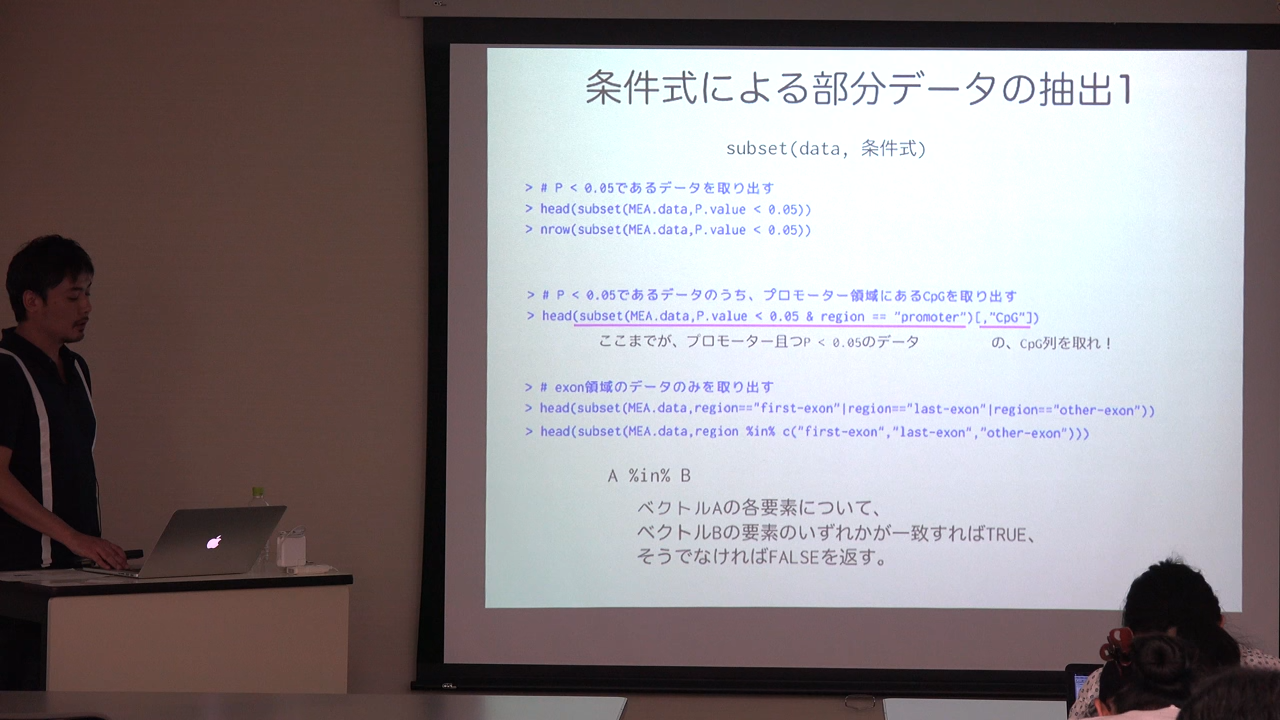 条件式による部分データの抽出1
subset(data, 条件式)
> # P < 0.05であるデータを取り出す
> head(subset(MEA.data,P.value < 0.05))
> nrow(subset(MEA.data,P.value < 0.05))
> # P < 0.05であるデータのうち、プロモーター領域にあるCpGを取り出す
> head(subset(MEA.data,P.value < 0.05 & region == "promoter")[,"CpG"])
ここまでが、プロモーター且つP < 0.05のデータ の、CpG列を取れ！
> # exon領域のデータのみを取り出す
> head(subset(MEA.data,region=="first-exon"|region=="last-exon"|region=="other-exon"))
> head(subset(MEA.data,region %in% c("first-exon","last-exon","other-exon")))
A %in% B
ベクトルAの各要素について、
ベクトルBの要素のいずれかが一致すればTRUE、
そうでなければFALSEを返す。